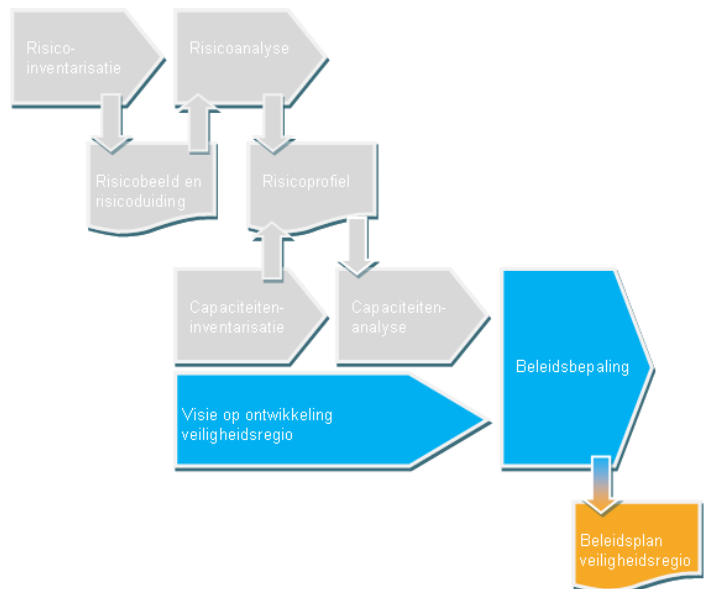 Risico-
inventarisatie
Risicoanalyse
Risicobeeld en
risicoduiding
Risicoprofiel
Capaciteiten-
inventarisatie
Capaciteiten-
analyse
Beleidsbepaling
Visie op ontwikkeling
veiligheidsregio
Beleidsplan
veiligheidsregio